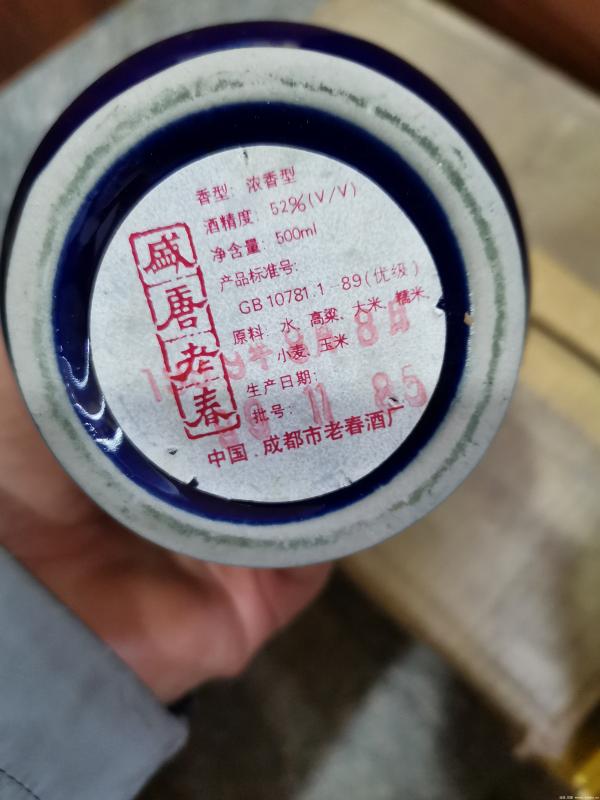 盛唐老春
香型: 浓香型
酒精度: 52%(V/V)
净含量: 500ml
产品标准号:
GB 10781.1-89(优级)
原料: 水、高粱、大米、糯米、
小麦、玉米
生产日期:
批号:
中国.成都市老春酒厂